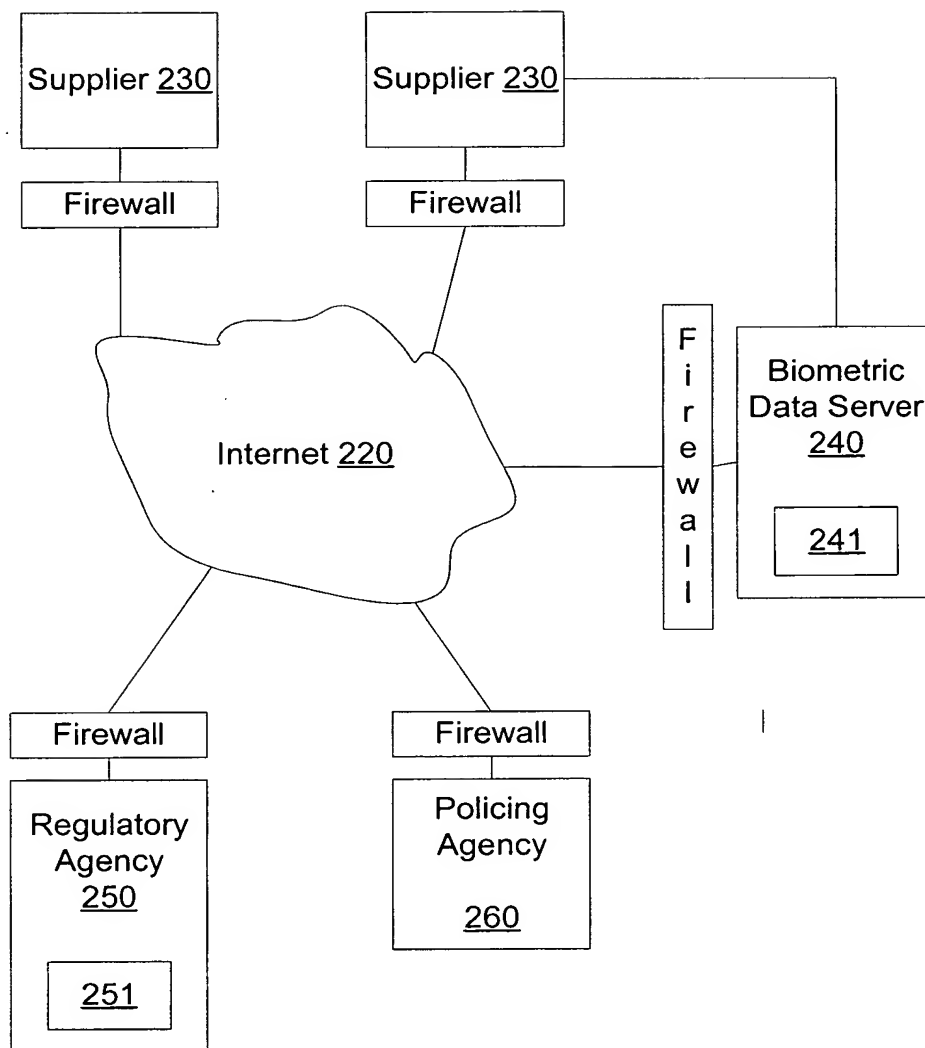 Supplier 230
Supplier 230
Firewall
Firewall
F
i
r
e
w
a
l
l
Biometric
Data Server
240
241
Internet 220
Firewall
Firewall
Regulatory
Agency
250
251
Policing
Agency
260